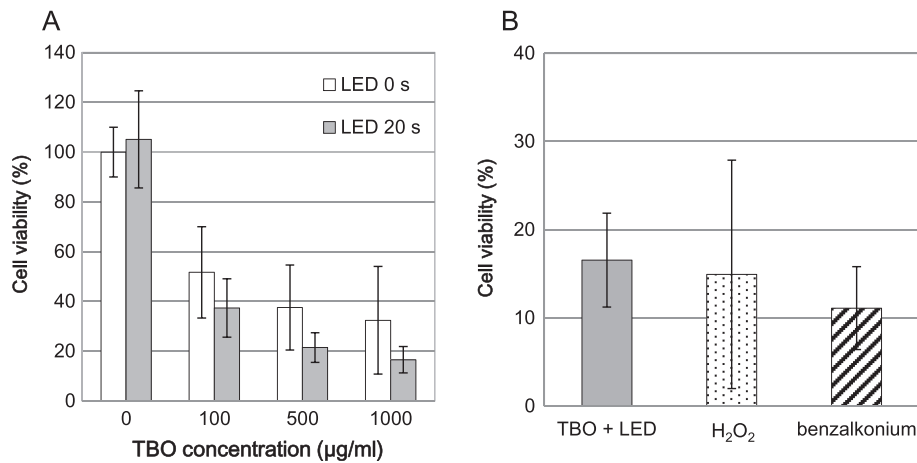 A
Cell viability (%)
140
120
100
80
60
40
20
0
LED 0 s
LED 20 s
0 100 500 1000
TBO concentration (µg/ml)
B
Cell viability (%)
40
30
20
10
0
TBO + LED H₂O₂ benzalkonium